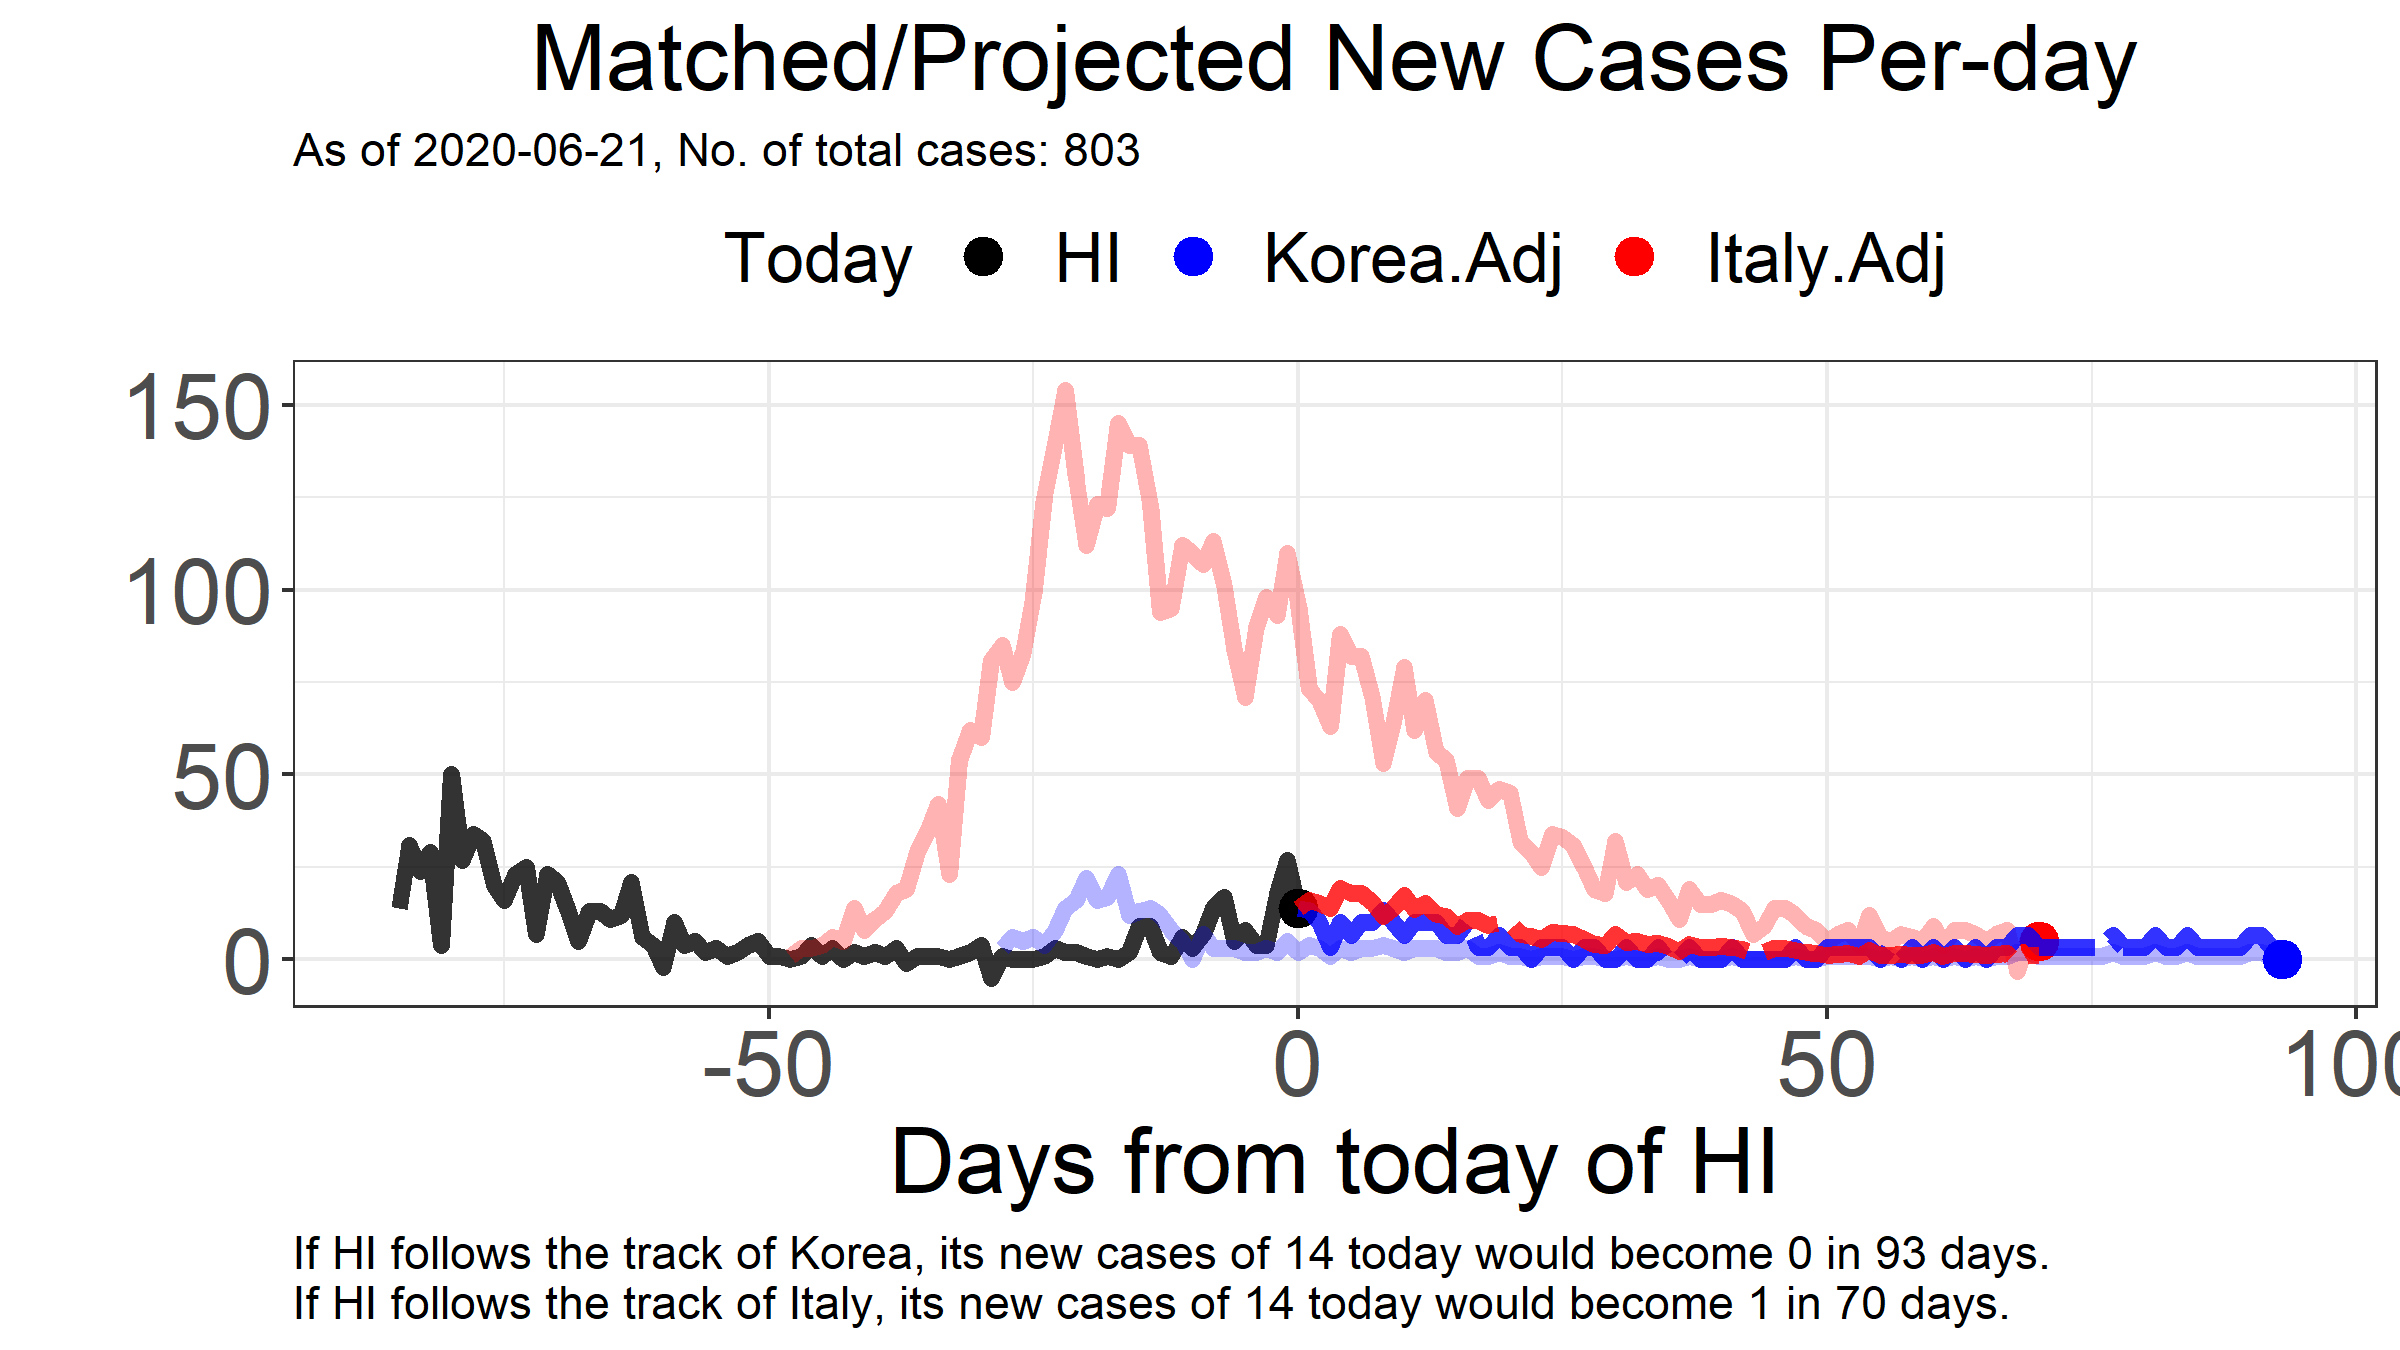 Matched/Projected New Cases Per-day
As of 2020-06-21, No. of total cases: 803
Today HI Korea.Adj Italy.Adj
150
100
50
0
-50 0 50 100
Days from today of HI
If HI follows the track of Korea, its new cases of 14 today would become 0 in 93 days.
If HI follows the track of Italy, its new cases of 14 today would become 1 in 70 days.